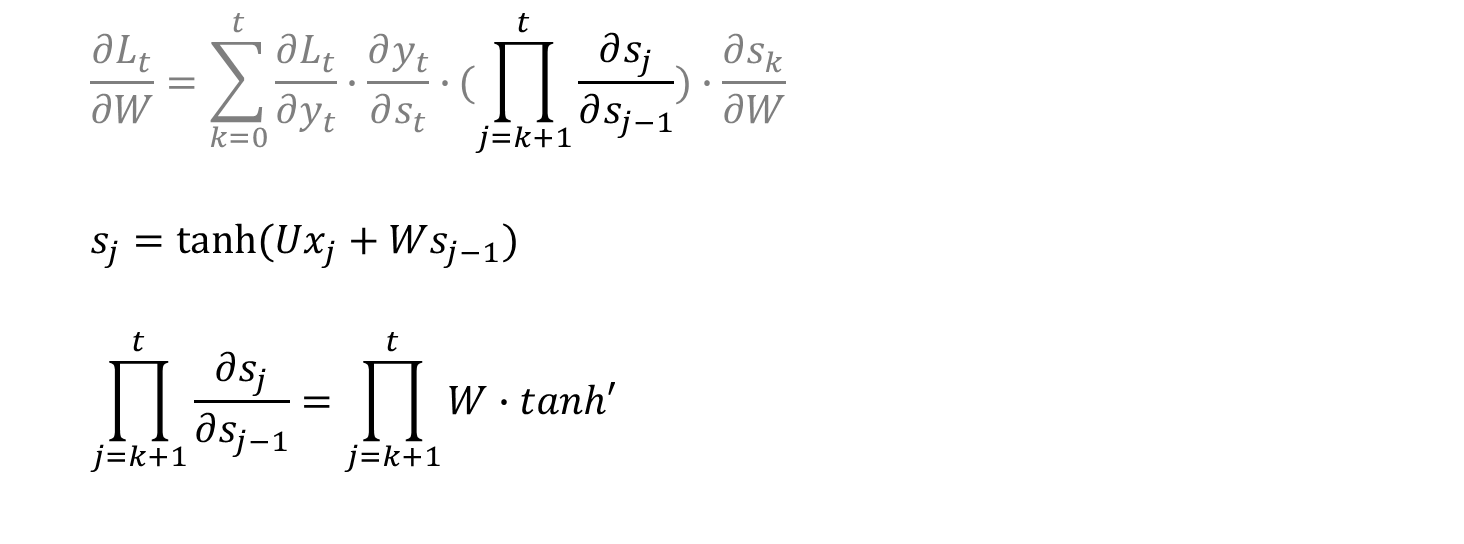 ∂L_t/∂W = ∑_{k=0}^{t} ∂L_t/∂y_t · ∂y_t/∂s_t · (∏_{j=k+1}^{t} ∂s_j/∂s_{j−1}) · ∂s_k/∂W
s_j = tanh(Ux_j + Ws_{j−1})
∏_{j=k+1}^{t} ∂s_j/∂s_{j−1} = ∏_{j=k+1}^{t} W · tanh′